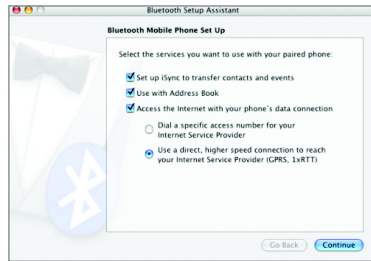 Bluetooth Setup Assistant
Bluetooth Mobile Phone Set Up
Select the services you want to use with your paired phone:
Set up iSync to transfer contacts and events
Use with Address Book
Access the Internet with your phone's data connection
Dial a specific access number for your
Internet Service Provider
Use a direct, higher speed connection to reach
your Internet Service Provider (GPRS, 1xRTT)
Go Back
Continue